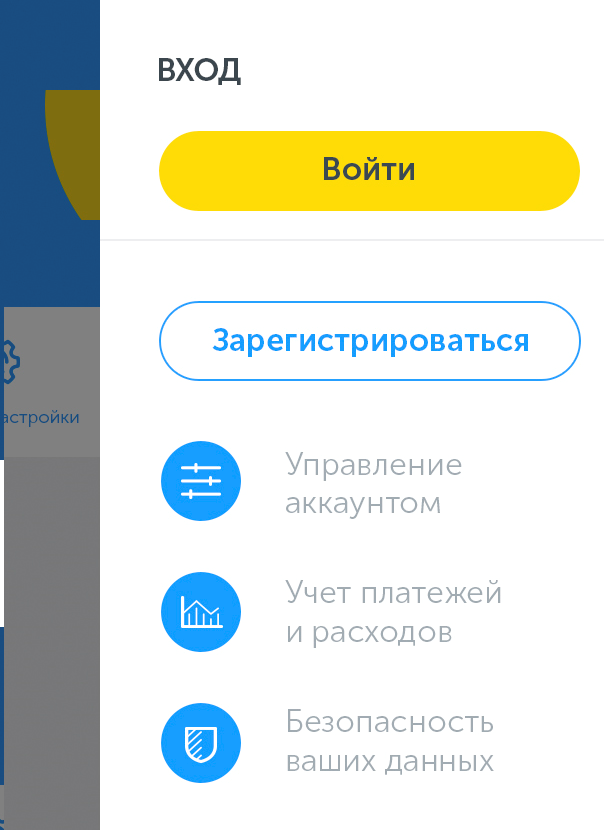 ВХОД
Войти
Зарегистрироваться
астройки
Управление
аккаунтом
Учет платежей
и расходов
Безопасность
ваших данных